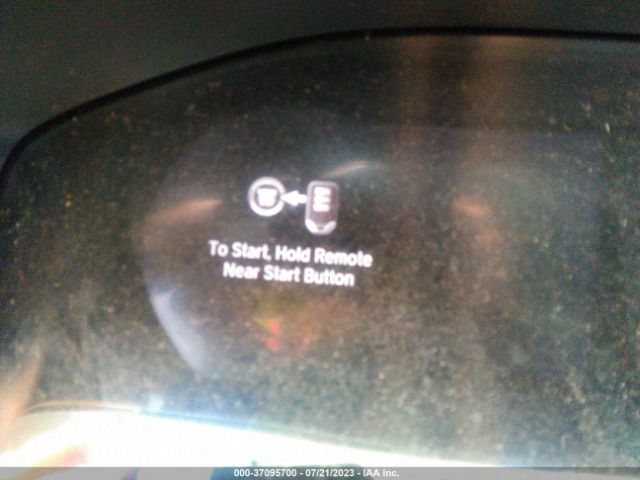 To Start, Hold Remote
Near Start Button
000-37095700 - 07/21/2023 - IAA Inc.